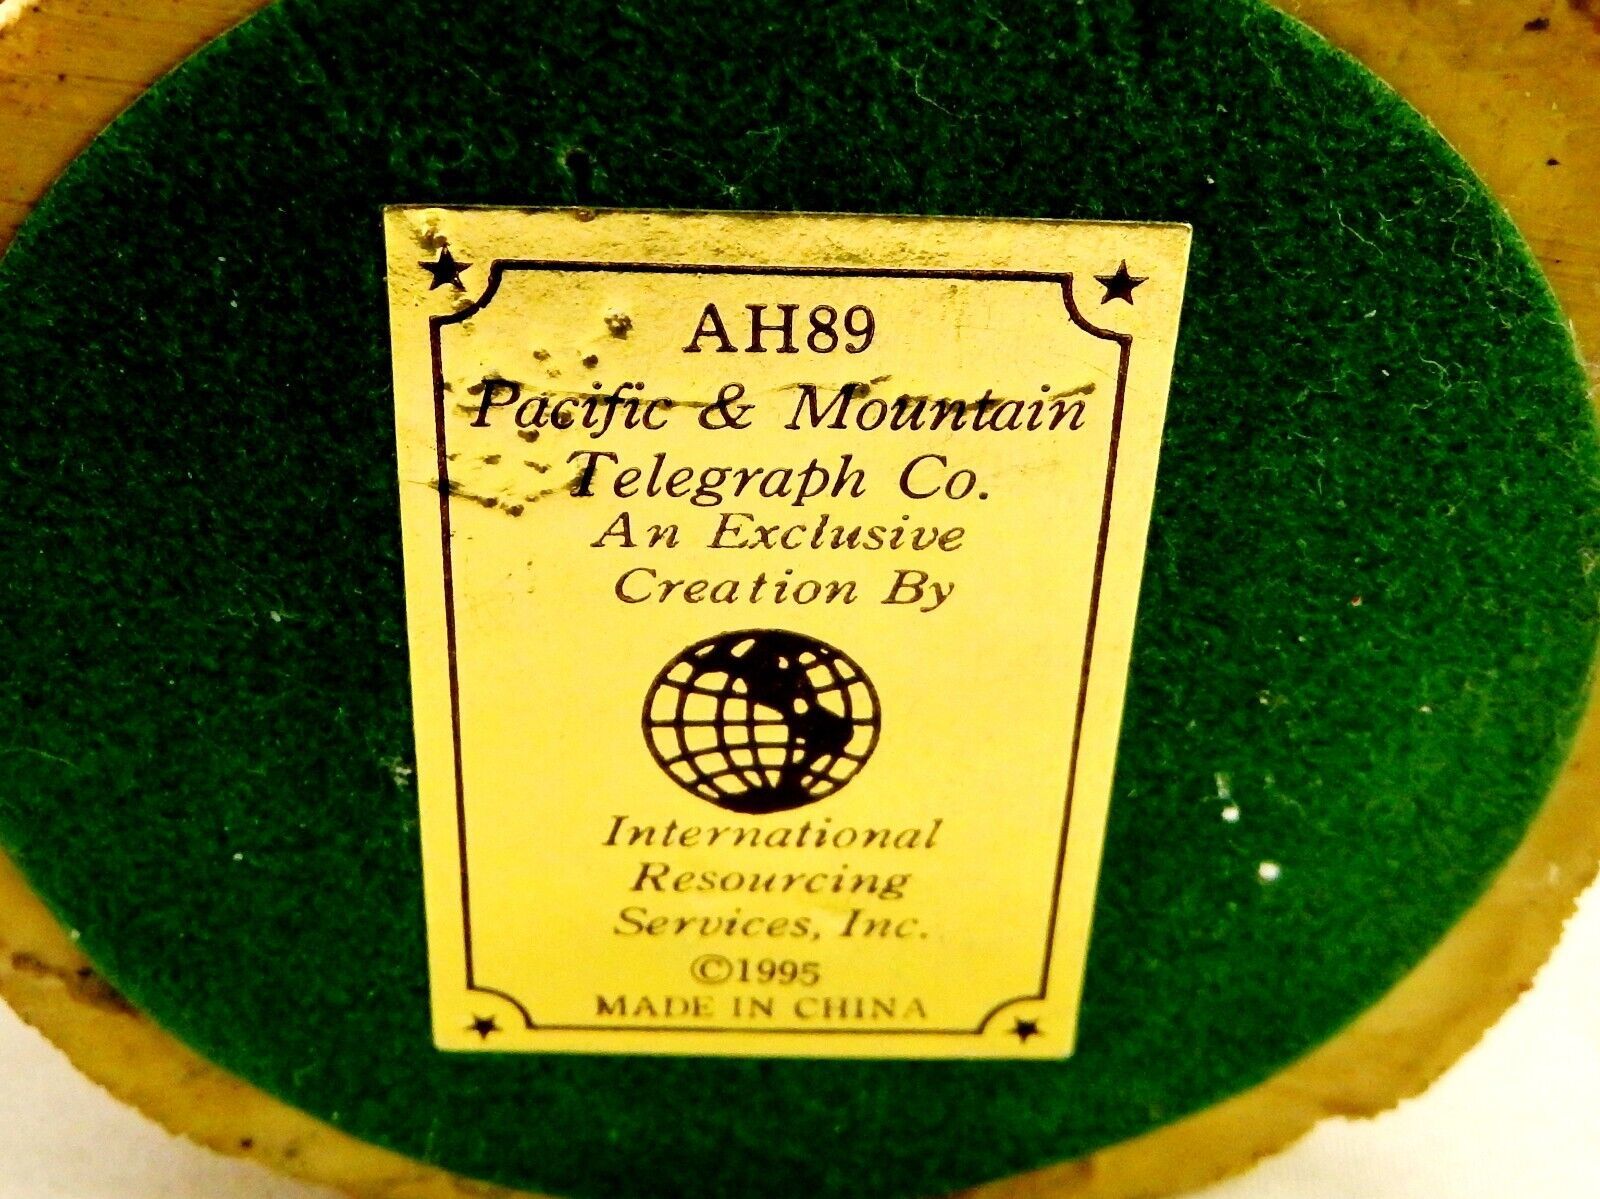 AH89
Pacific & Mountain
Telegraph Co.
An Exclusive
Creation By
International
Resourcing
Services, Inc.
©1995
MADE IN CHINA